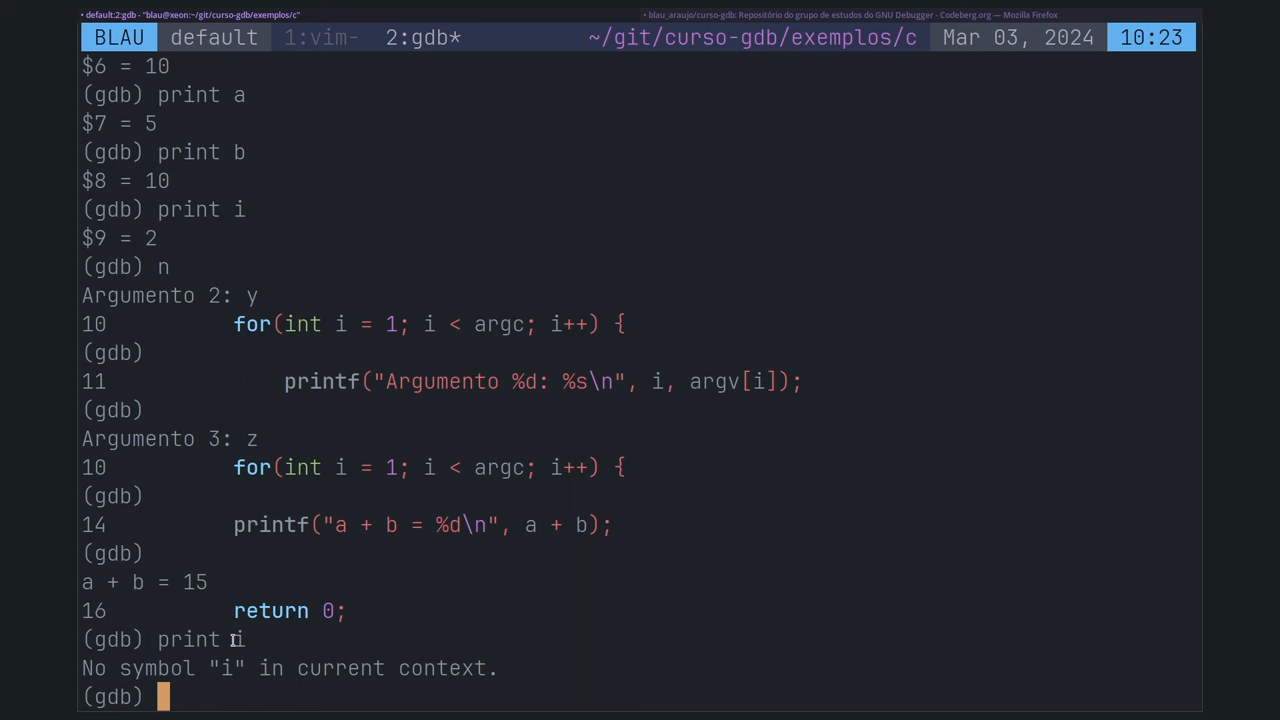 • default:2:gdb - "blau@xeon:~/git/curso-gdb/exemplos/c"
• blau_araujo/curso-gdb: Repositório do grupo de estudos do GNU Debugger - Codeberg.org — Mozilla Firefox
BLAU default 1:vim- 2:gdb* ~/git/curso-gdb/exemplos/c Mar 03, 2024 10:23
$6 = 10
(gdb) print a
$7 = 5
(gdb) print b
$8 = 10
(gdb) print i
$9 = 2
(gdb) n
Argumento 2: y
10 for(int i = 1; i < argc; i++) {
(gdb)
11 printf("Argumento %d: %s\n", i, argv[i]);
(gdb)
Argumento 3: z
10 for(int i = 1; i < argc; i++) {
(gdb)
14 printf("a + b = %d\n", a + b);
(gdb)
a + b = 15
16 return 0;
(gdb) print i
No symbol "i" in current context.
(gdb)